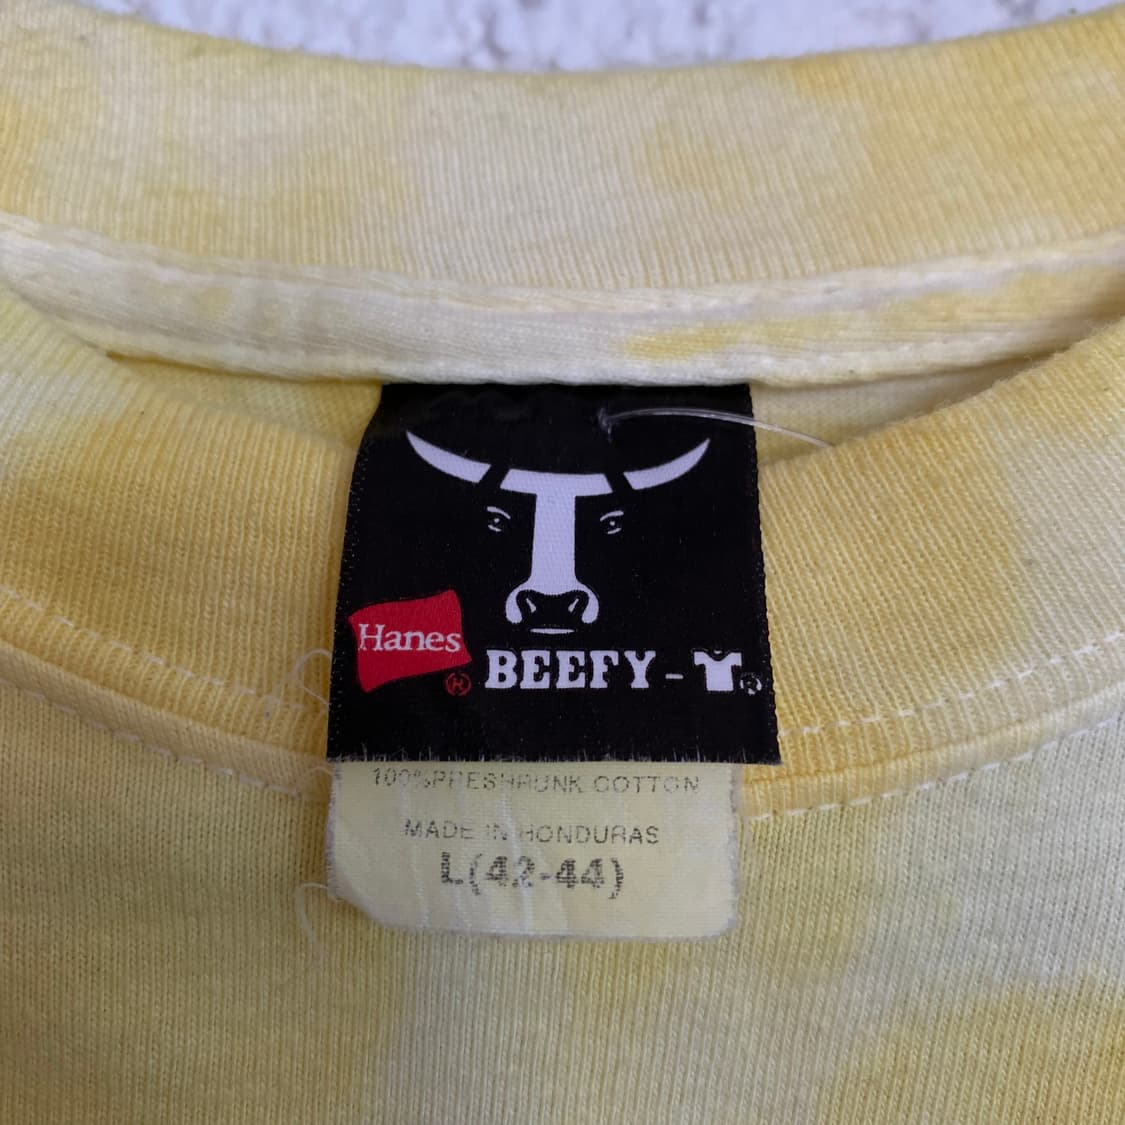 Hanes ®
BEEFY-T®
100% PRESHRUNK COTTON
MADE IN HONDURAS
L(42-44)